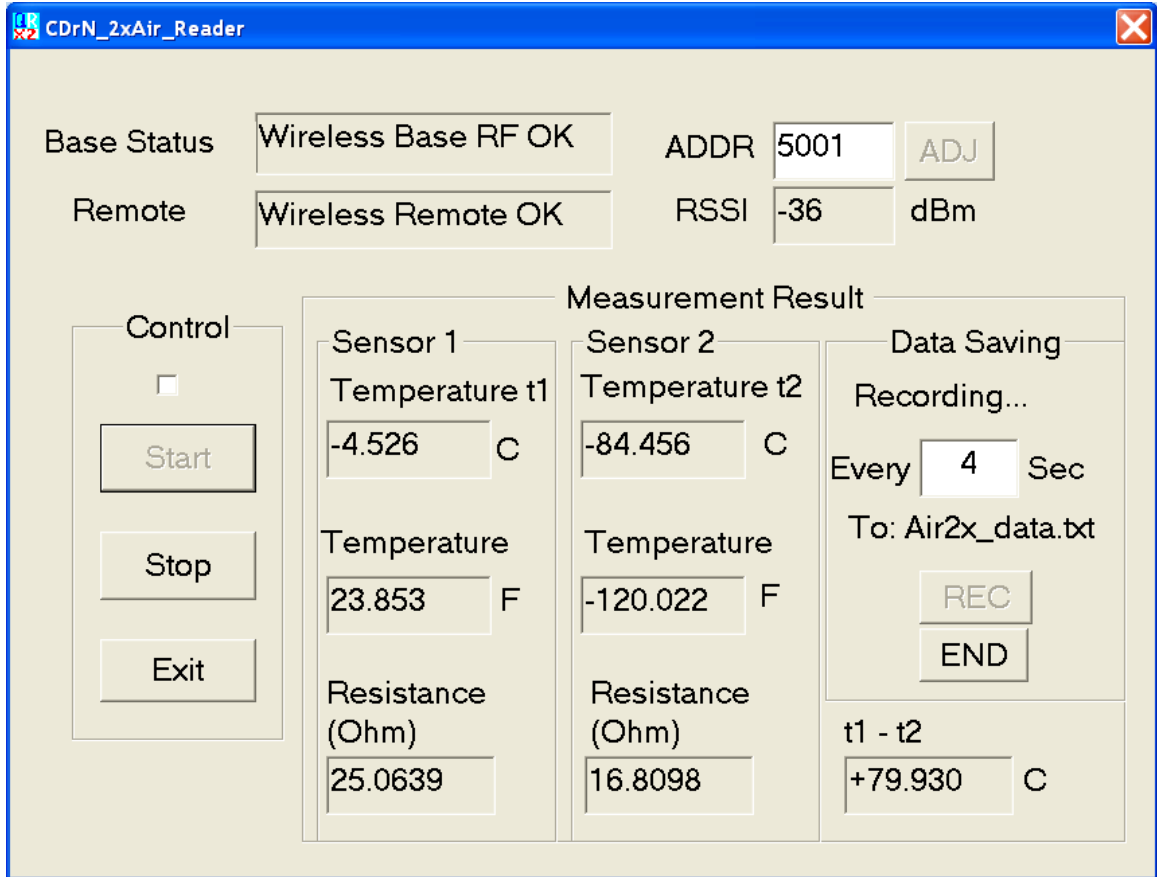 CDrN_2xAir_Reader
Base Status Wireless Base RF OK ADDR 5001 ADJ
Remote Wireless Remote OK RSSI -36 dBm
Measurement Result
Control Sensor 1 Sensor 2 Data Saving
Temperature t1 Temperature t2 Recording...
Start -4.526 C -84.456 C Every 4 Sec
Temperature Temperature To: Air2x_data.txt
Stop 23.853 F -120.022 F REC
Exit END
Resistance Resistance
(Ohm) (Ohm) t1 - t2
25.0639 16.8098 +79.930 C